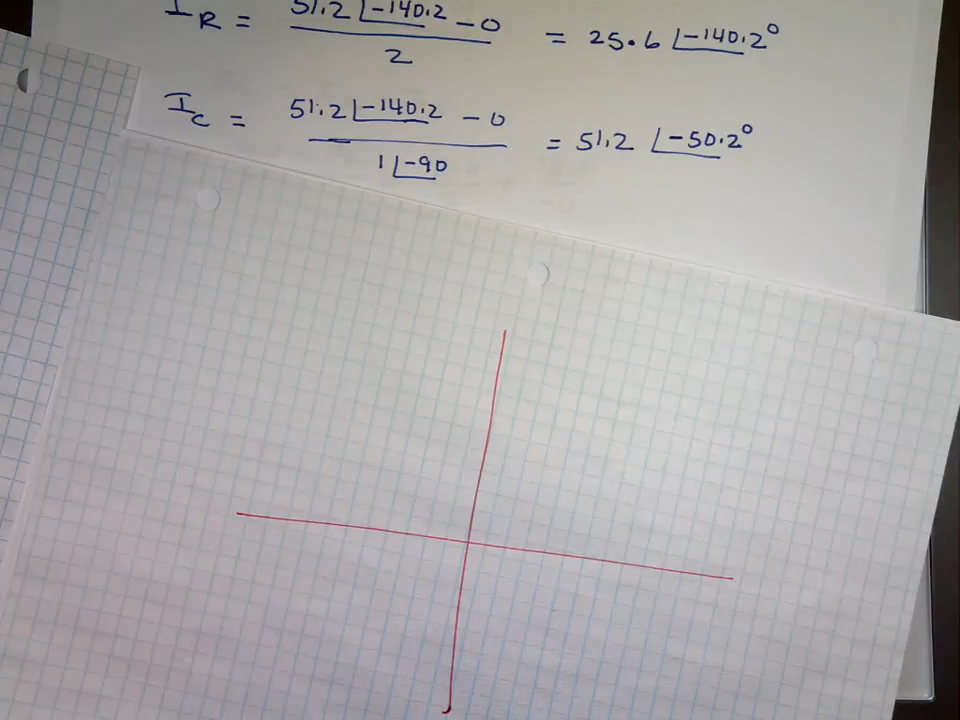 I_R = (51.2 ∠-140.2 - 0) / 2 = 25.6 ∠-140.2°
I_C = (51.2 ∠-140.2 - 0) / (1 ∠-90) = 51.2 ∠-50.2°